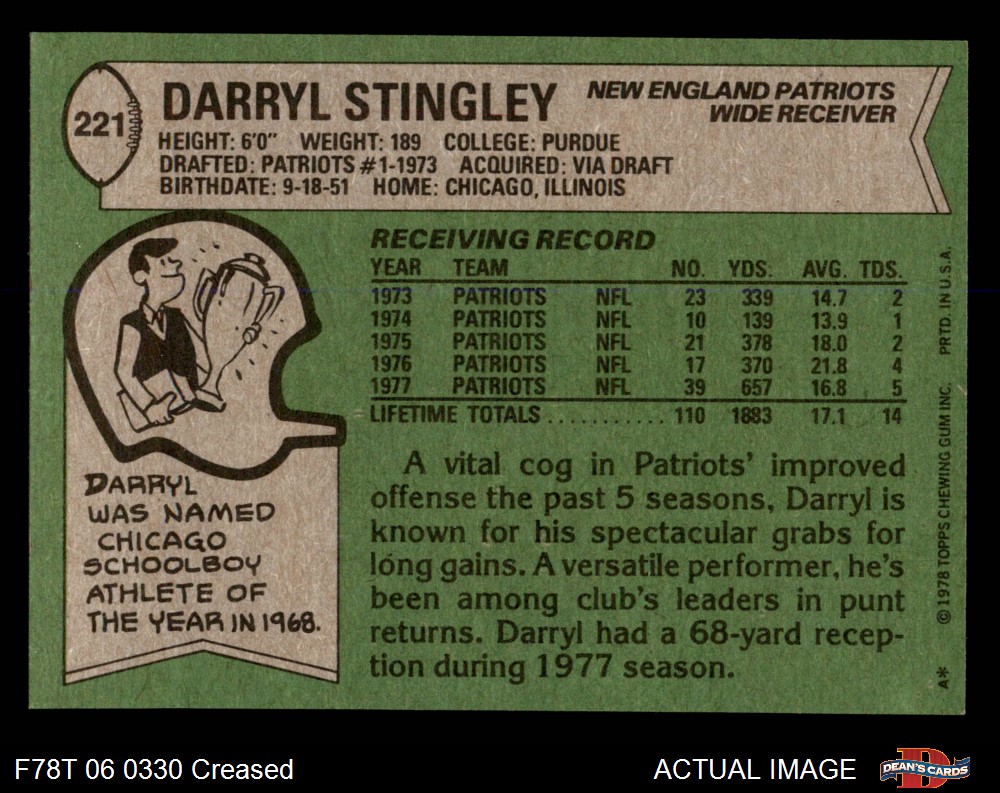 221
DARRYL STINGLEY
NEW ENGLAND PATRIOTS
WIDE RECEIVER
HEIGHT: 6'0" WEIGHT: 189 COLLEGE: PURDUE
DRAFTED: PATRIOTS #1-1973 ACQUIRED: VIA DRAFT
BIRTHDATE: 9-18-51 HOME: CHICAGO, ILLINOIS
RECEIVING RECORD
YEAR TEAM NO. YDS. AVG. TDS.
1973 PATRIOTS NFL 23 339 14.7 2
1974 PATRIOTS NFL 10 139 13.9 1
1975 PATRIOTS NFL 21 378 18.0 2
1976 PATRIOTS NFL 17 370 21.8 4
1977 PATRIOTS NFL 39 657 16.8 5
LIFETIME TOTALS . . . . . . . . . . . 110 1883 17.1 14
DARRYL
WAS NAMED
CHICAGO
SCHOOLBOY
ATHLETE OF
THE YEAR IN 1968.
A vital cog in Patriots' improved
offense the past 5 seasons, Darryl is
known for his spectacular grabs for
long gains. A versatile performer, he's
been among club's leaders in punt
returns. Darryl had a 68-yard recep-
tion during 1977 season.
A* © 1978 TOPPS CHEWING GUM INC. PRTD. IN U.S.A.
F78T 06 0330 Creased
ACTUAL IMAGE
D
DEAN'S CARDS